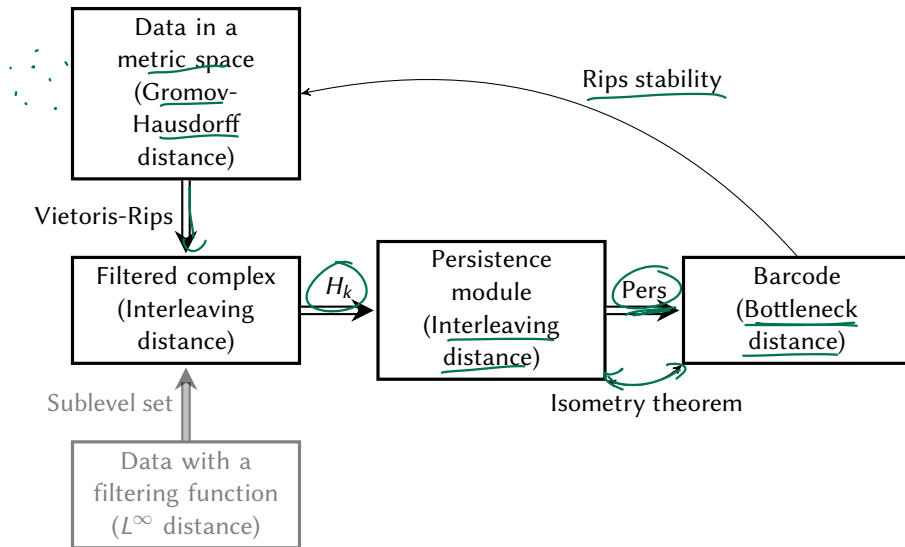 Data in a
metric space
(Gromov-
Hausdorff
distance)
Rips stability
Vietoris-Rips
Filtered complex
(Interleaving
distance)
H_k
Persistence
module
(Interleaving
distance)
Pers
Barcode
(Bottleneck
distance)
Isometry theorem
Sublevel set
Data with a
filtering function
(L^∞ distance)